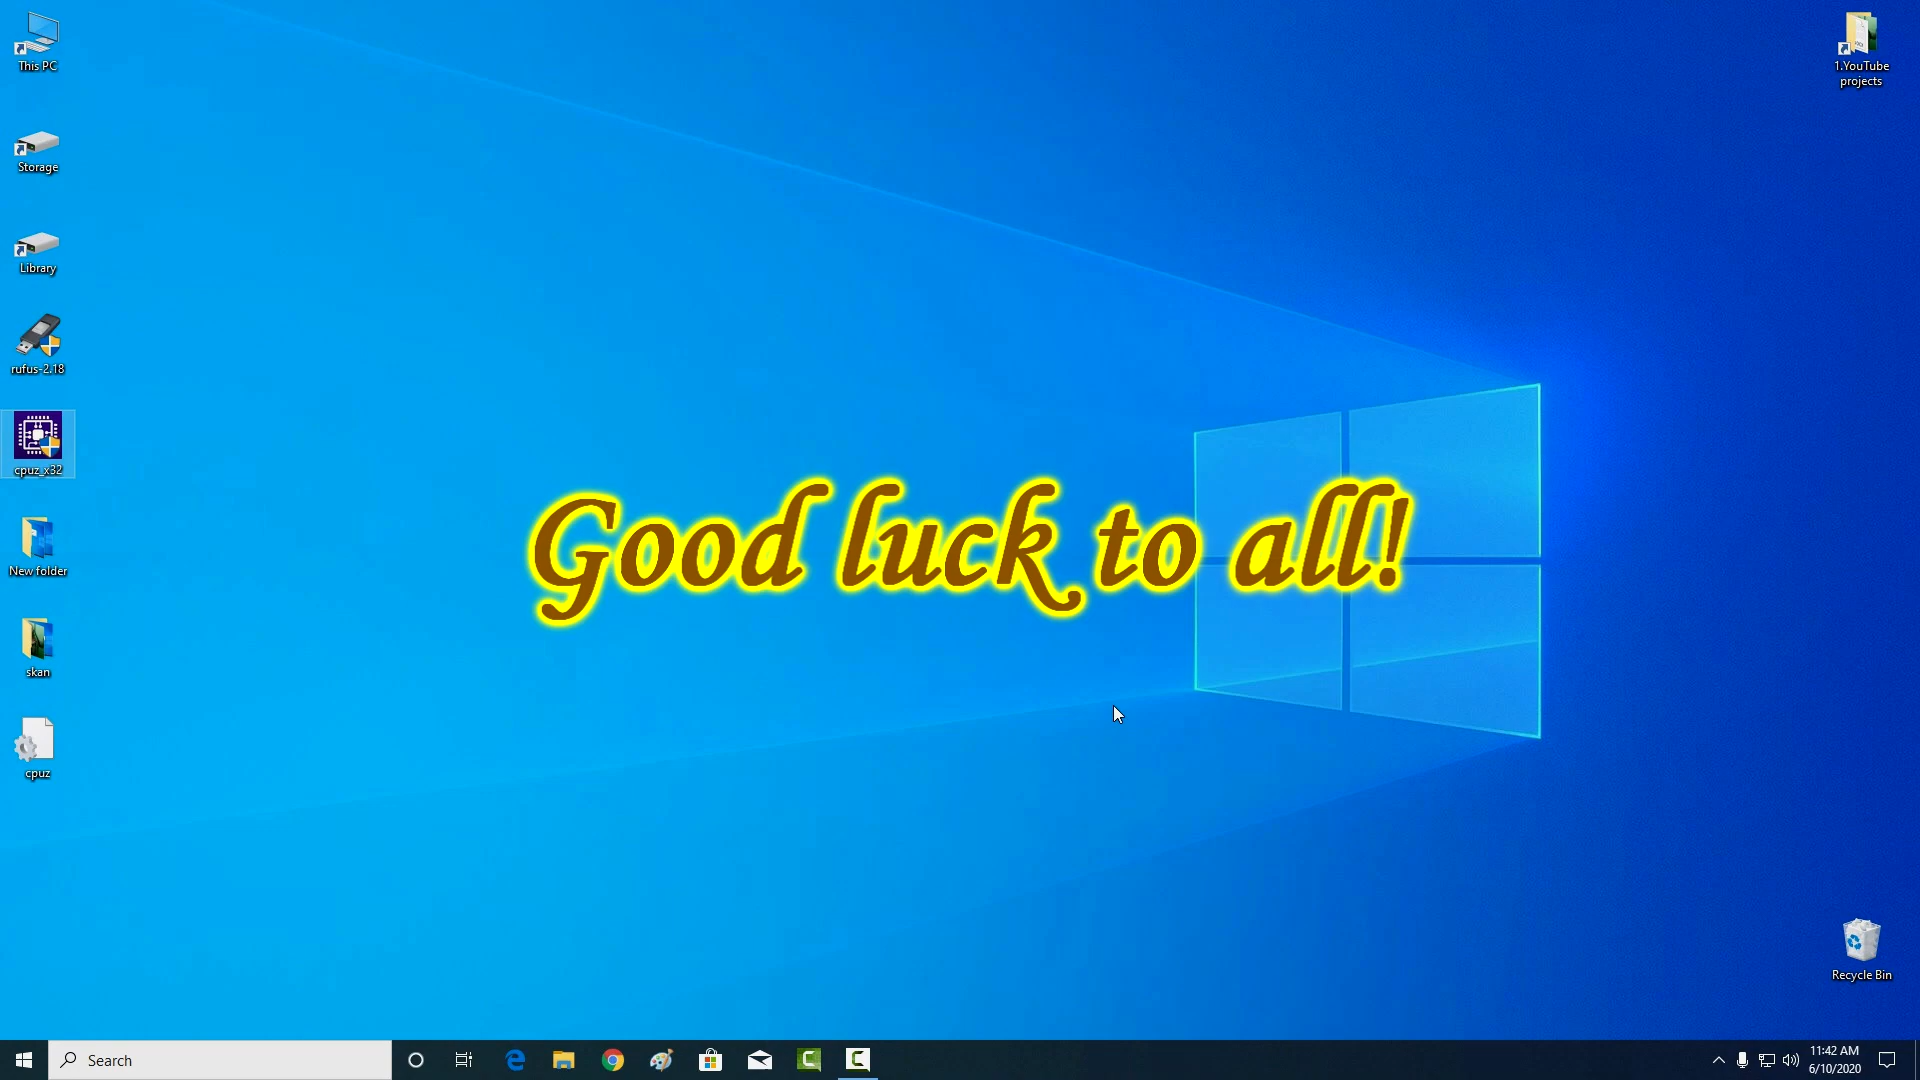 This PC
1.YouTube
projects
Storage
Library
rufus-2.18
cpuz_x32
Good luck to all!
New folder
skan
cpuz
Recycle Bin
Search
11:42 AM
6/10/2020